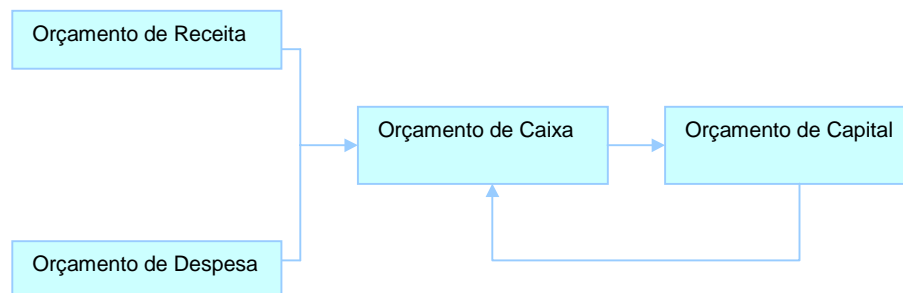 Orçamento de Receita
Orçamento de Caixa
Orçamento de Capital
Orçamento de Despesa